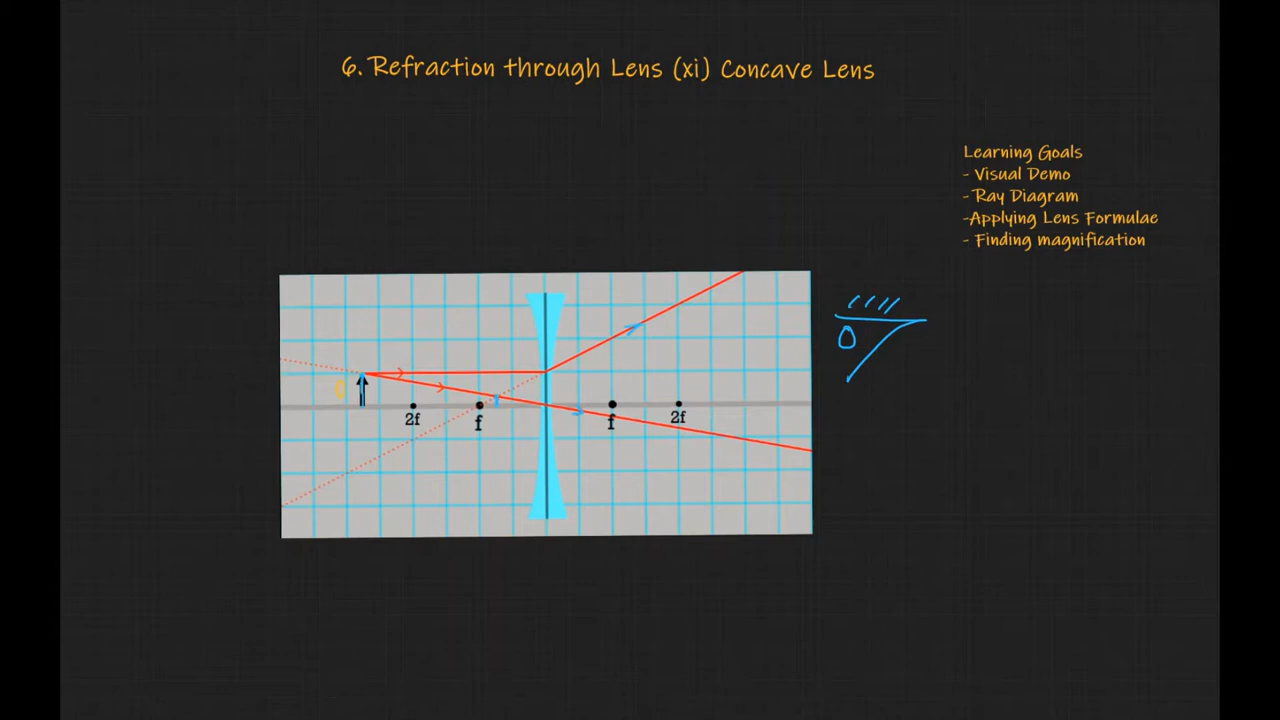 6. Refraction through Lens (xi) Concave Lens
Learning Goals
- Visual Demo
- Ray Diagram
-Applying Lens Formulae
- Finding magnification
O
2f
f
f
2f